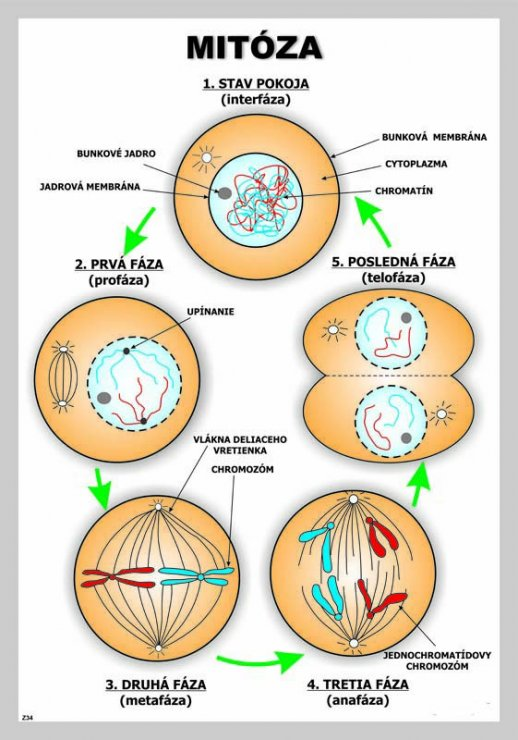 MITÓZA
1. STAV POKOJA
(interfáza)
BUNKOVÁ MEMBRÁNA
BUNKOVÉ JADRO
CYTOPLAZMA
JADROVÁ MEMBRÁNA
CHROMATÍN
2. PRVÁ FÁZA
(profáza)
5. POSLEDNÁ FÁZA
(telofáza)
UPÍNANIE
VLÁKNA DELIACEHO
VRETIENKA
CHROMOZÓM
JEDNOCHROMATÍDOVY
CHROMOZÓM
3. DRUHÁ FÁZA
(metafáza)
4. TRETIA FÁZA
(anafáza)
Z34